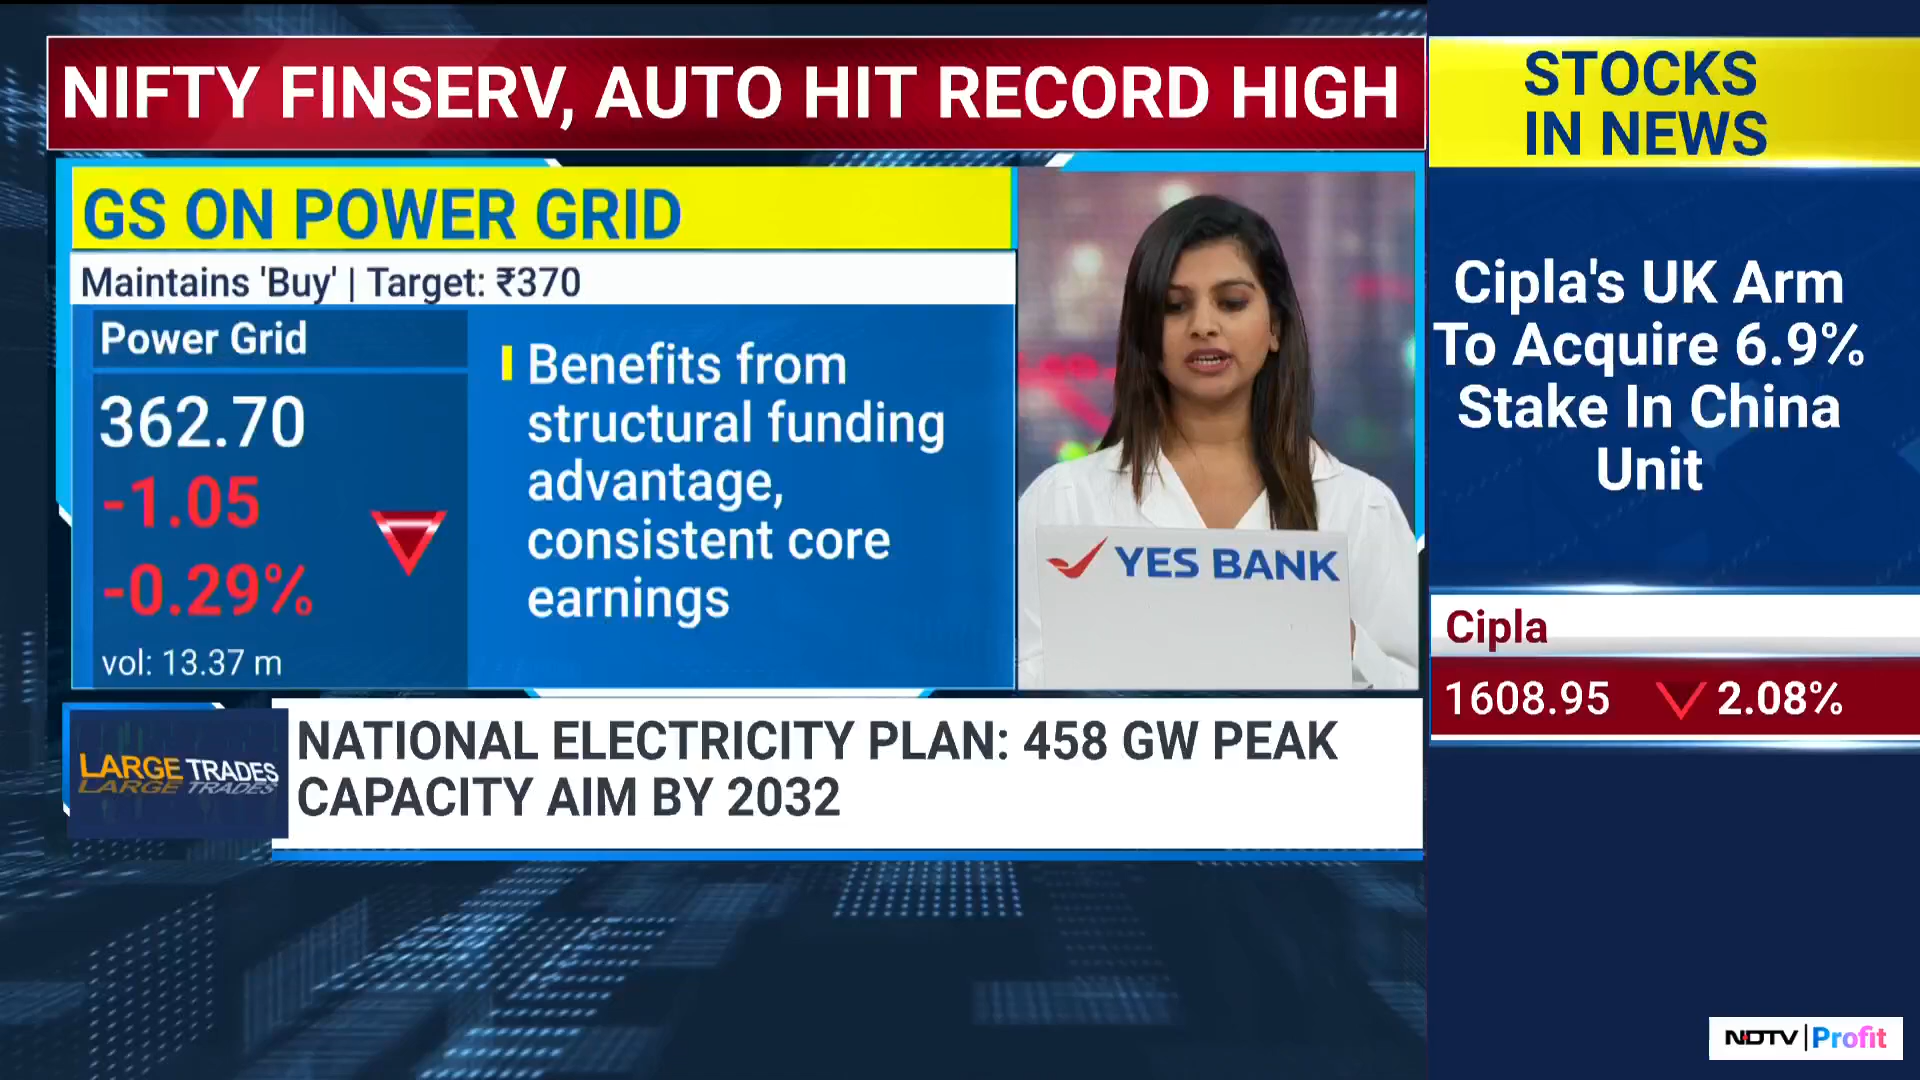 NIFTY FINSERV, AUTO HIT RECORD HIGH
GS ON POWER GRID
Maintains 'Buy' | Target: ₹370
Power Grid
362.70
-1.05
-0.29%
vol: 13.37 m
Benefits from
structural funding
advantage,
consistent core
earnings
YES BANK
LARGE TRADES
LARGE TRADES
NATIONAL ELECTRICITY PLAN: 458 GW PEAK
CAPACITY AIM BY 2032
STOCKS
IN NEWS
Cipla's UK Arm
To Acquire 6.9%
Stake In China
Unit
Cipla
1608.95 2.08%
NDTV | Profit